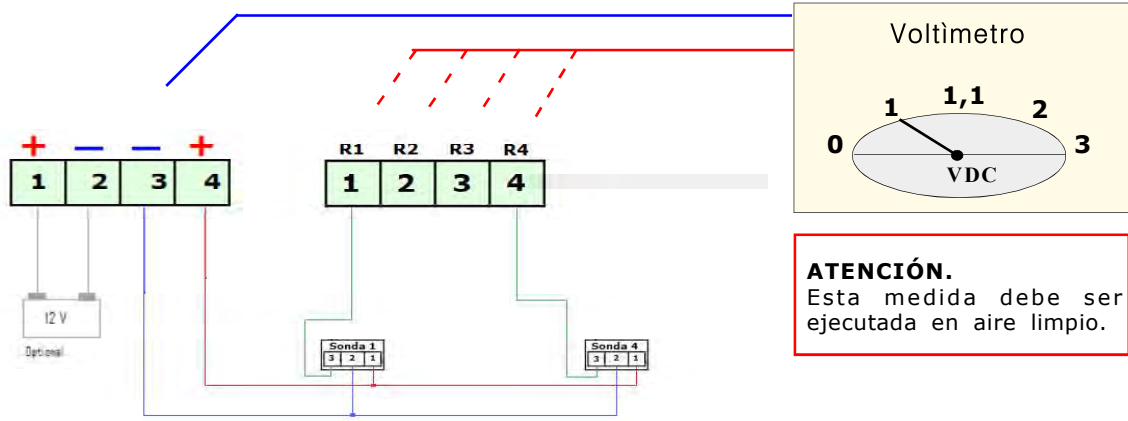 Voltìmetro
0 1 1,1 2 3
VDC
+ — — +
1 2 3 4
R1 R2 R3 R4
1 2 3 4
ATENCIÓN.
Esta medida debe ser
ejecutada en aire limpio.
12 V
Optional
Sonda 1
3 2 1
Sonda 4
3 2 1